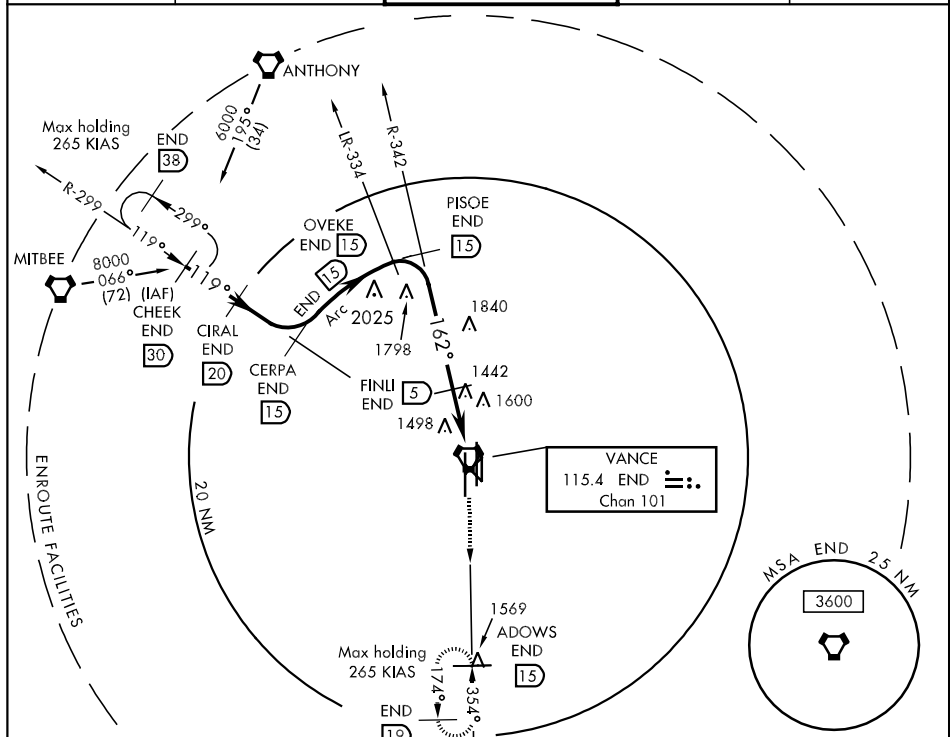 ANTHONY
6000
195°
(34)
Max holding
265 KIAS
END
38
R-299
299°
119°
LR-334
R-342
PISOE
END
15
OVEKE
END 15
MITBEE
8000
066°
(72)
(IAF)
CHEEK
END
30
119°
CIRAL
END
20
END 15
Arc
2025
1798
162°
1840
CERPA
END
15
FINLI
END
5
1442
1600
1498
VANCE
115.4 END
Chan 101
20 NM
ENROUTE FACILITIES
MSA END 25 NM
3600
1569
ADOWS
END
15
Max holding
265 KIAS
174°
354°
END
19